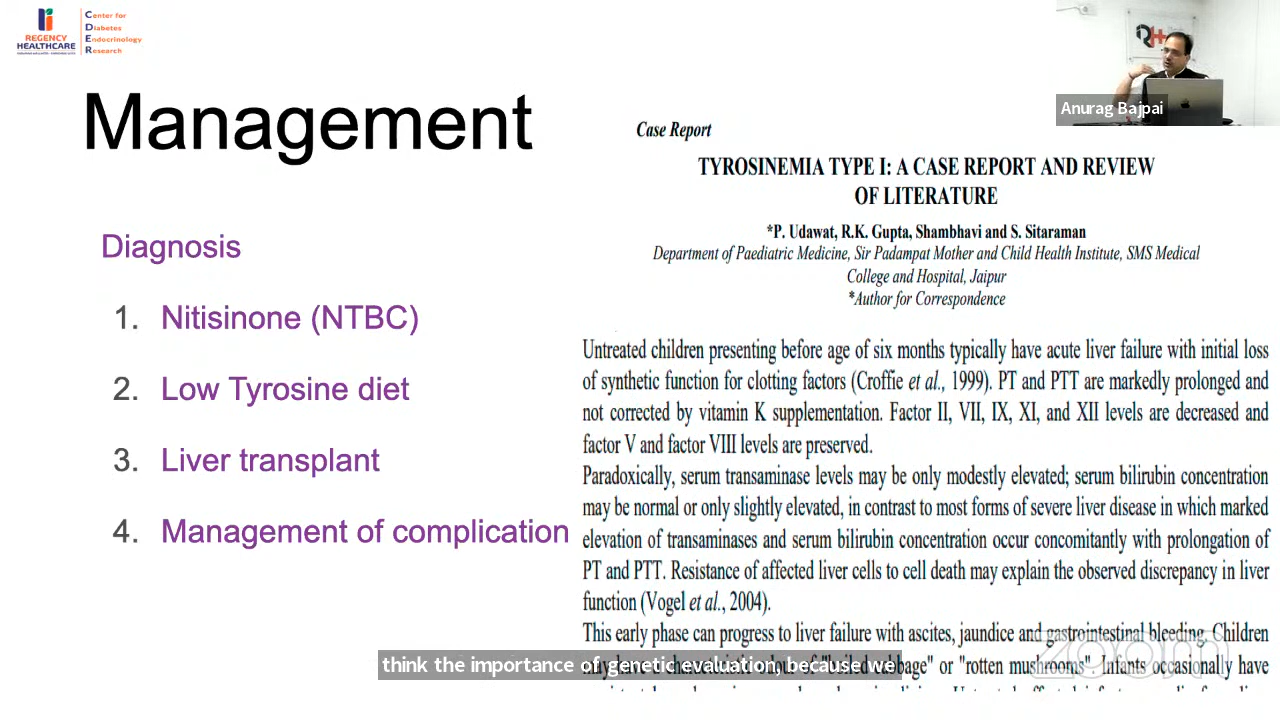 REGENCY
HEALTHCARE
Center for
Diabetes
Endocrinology
Research
Anurag Bajpai
Management
Diagnosis
1. Nitisinone (NTBC)
2. Low Tyrosine diet
3. Liver transplant
4. Management of complication
Case Report
TYROSINEMIA TYPE I: A CASE REPORT AND REVIEW
OF LITERATURE
*P. Udawat, R.K. Gupta, Shambhavi and S. Sitaraman
Department of Paediatric Medicine, Sir Padampat Mother and Child Health Institute, SMS Medical
College and Hospital, Jaipur
*Author for Correspondence
Untreated children presenting before age of six months typically have acute liver failure with initial loss
of synthetic function for clotting factors (Croffie et al., 1999). PT and PTT are markedly prolonged and
not corrected by vitamin K supplementation. Factor II, VII, IX, XI, and XII levels are decreased and
factor V and factor VIII levels are preserved.
Paradoxically, serum transaminase levels may be only modestly elevated; serum bilirubin concentration
may be normal or only slightly elevated, in contrast to most forms of severe liver disease in which marked
elevation of transaminases and serum bilirubin concentration occur concomitantly with prolongation of
PT and PTT. Resistance of affected liver cells to cell death may explain the observed discrepancy in liver
function (Vogel et al., 2004).
This early phase can progress to liver failure with ascites, jaundice and gastrointestinal bleeding. Children
"rotten mushrooms". Infants occasionally have
think the importance of genetic evaluation, because we
zoom